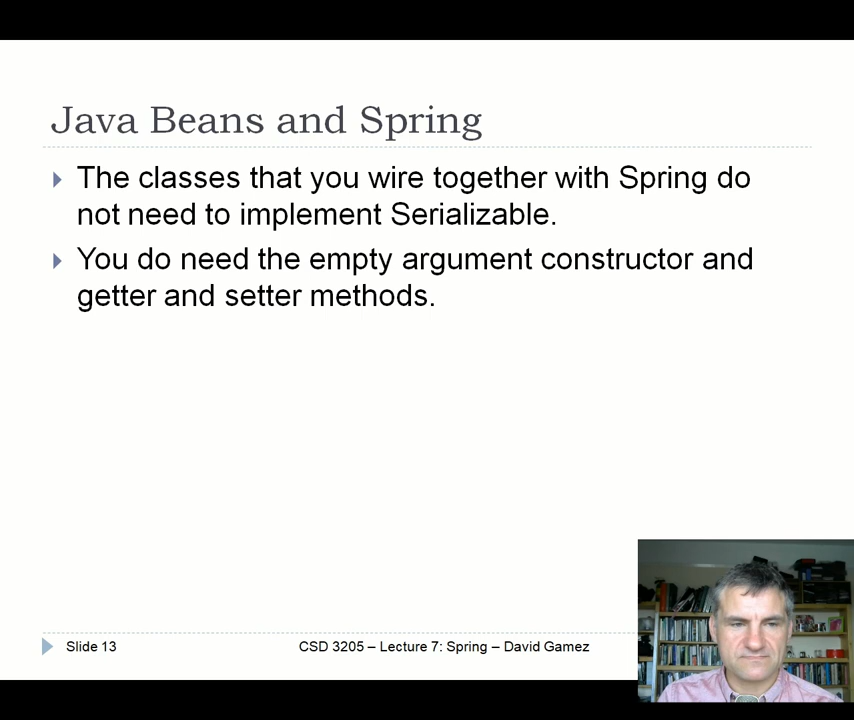 Java Beans and Spring
The classes that you wire together with Spring do
not need to implement Serializable.
You do need the empty argument constructor and
getter and setter methods.
Slide 13
CSD 3205 – Lecture 7: Spring – David Gamez